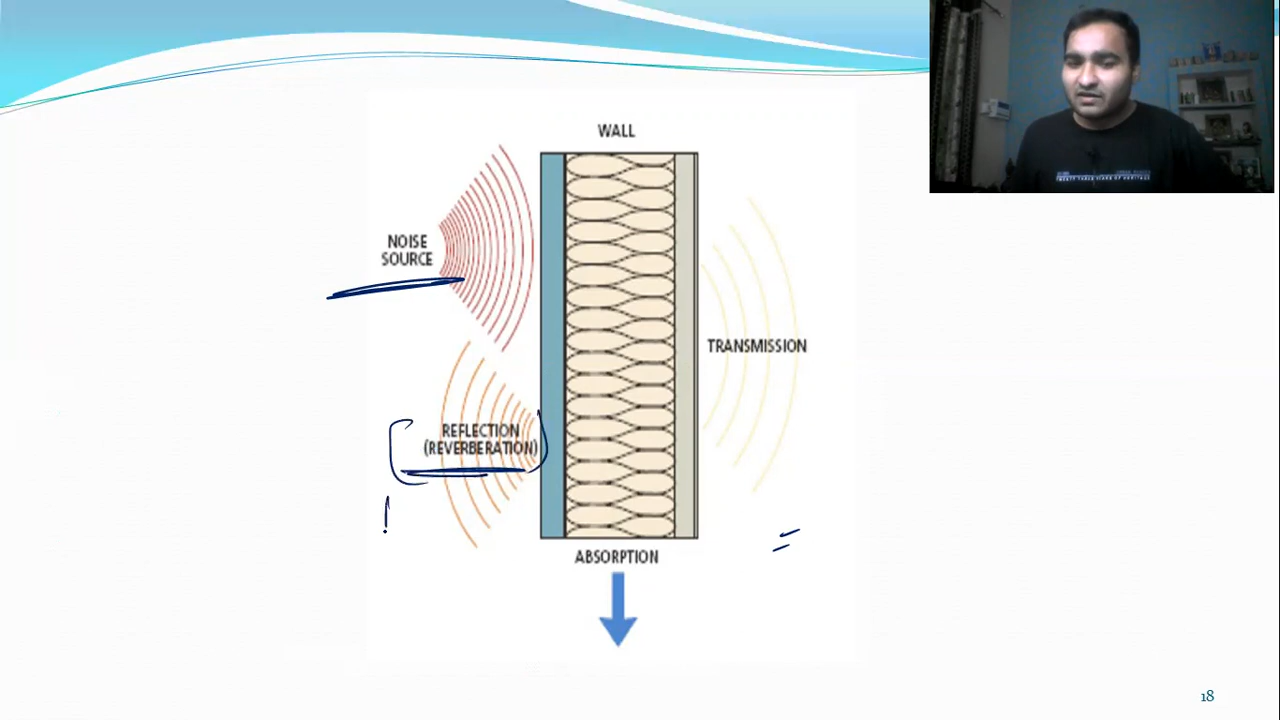 WALL
NOISE
SOURCE
TRANSMISSION
REFLECTION
(REVERBERATION)
ABSORPTION
18